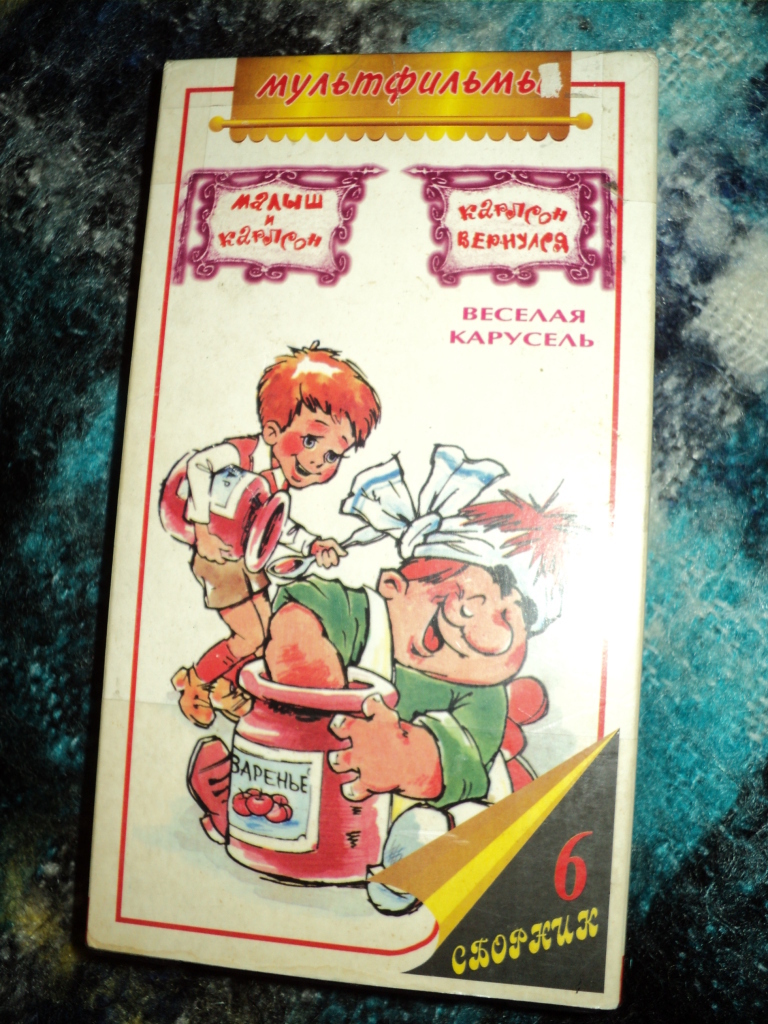 мультфильмы
малыш
и
карлсон
карлсон
вернулся
ВЕСЕЛАЯ
КАРУСЕЛЬ
ВАРЕНЬЕ
6
СБОРНИК